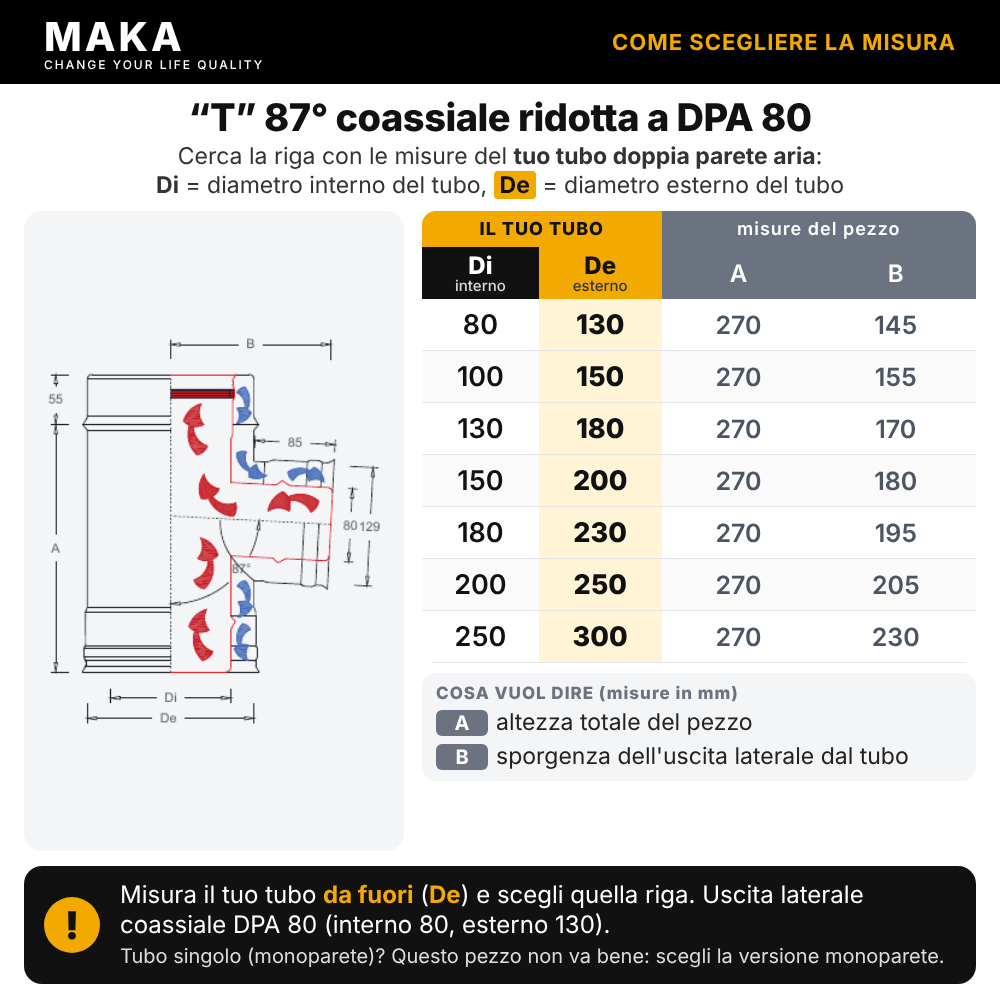 MAKA
CHANGE YOUR LIFE QUALITY
COME SCEGLIERE LA MISURA
“T” 87° coassiale ridotta a DPA 80
Cerca la riga con le misure del tuo tubo doppia parete aria:
Di = diametro interno del tubo, De = diametro esterno del tubo
B
55
85
A
80 129
87°
Di
De
IL TUO TUBO misure del pezzo
Di De A B
interno esterno
80 130 270 145
100 150 270 155
130 180 270 170
150 200 270 180
180 230 270 195
200 250 270 205
250 300 270 230
COSA VUOL DIRE (misure in mm)
A altezza totale del pezzo
B sporgenza dell'uscita laterale dal tubo
! Misura il tuo tubo da fuori (De) e scegli quella riga. Uscita laterale
coassiale DPA 80 (interno 80, esterno 130).
Tubo singolo (monoparete)? Questo pezzo non va bene: scegli la versione monoparete.